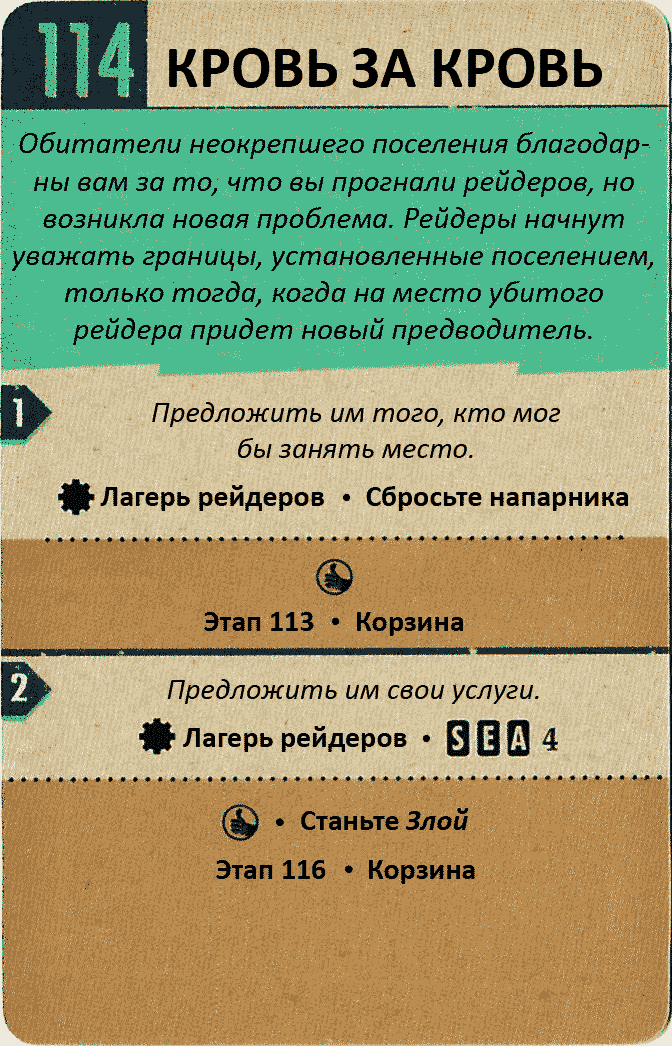 114 КРОВЬ ЗА КРОВЬ
Обитатели неокрепшего поселения благодар-
ны вам за то, что вы прогнали рейдеров, но
возникла новая проблема. Рейдеры начнут
уважать границы, установленные поселением,
только тогда, когда на место убитого
рейдера придет новый предводитель.
1
Предложить им того, кто мог
бы занять место.
Лагерь рейдеров • Сбросьте напарника
Этап 113 • Корзина
2
Предложить им свои услуги.
Лагерь рейдеров • S E A 4
• Станьте Злой
Этап 116 • Корзина